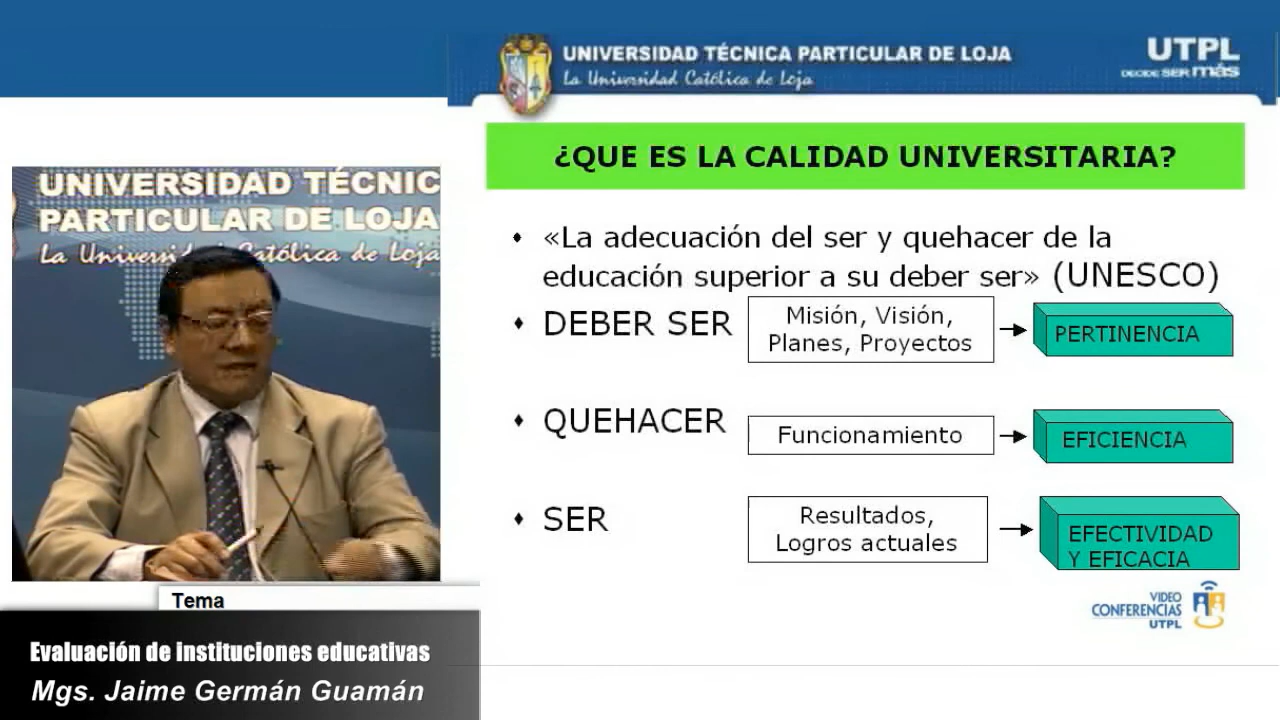 UNIVERSIDAD TÉCNICA PARTICULAR DE LOJA
La Universidad Católica de Loja
UTPL
DECIDE SER más
¿QUE ES LA CALIDAD UNIVERSITARIA?
• «La adecuación del ser y quehacer de la
educación superior a su deber ser» (UNESCO)
♦ DEBER SER
Misión, Visión,
Planes, Proyectos
PERTINENCIA
♦ QUEHACER
Funcionamiento
EFICIENCIA
♦ SER
Resultados,
Logros actuales
EFECTIVIDAD
Y EFICACIA
VIDEO
CONFERENCIAS
UTPL
UNIVERSIDAD TÉCNIC
PARTICULAR DE LOJA
La Univers atólica de Loja
Tema
Evaluación de instituciones educativas
Mgs. Jaime Germán Guamán